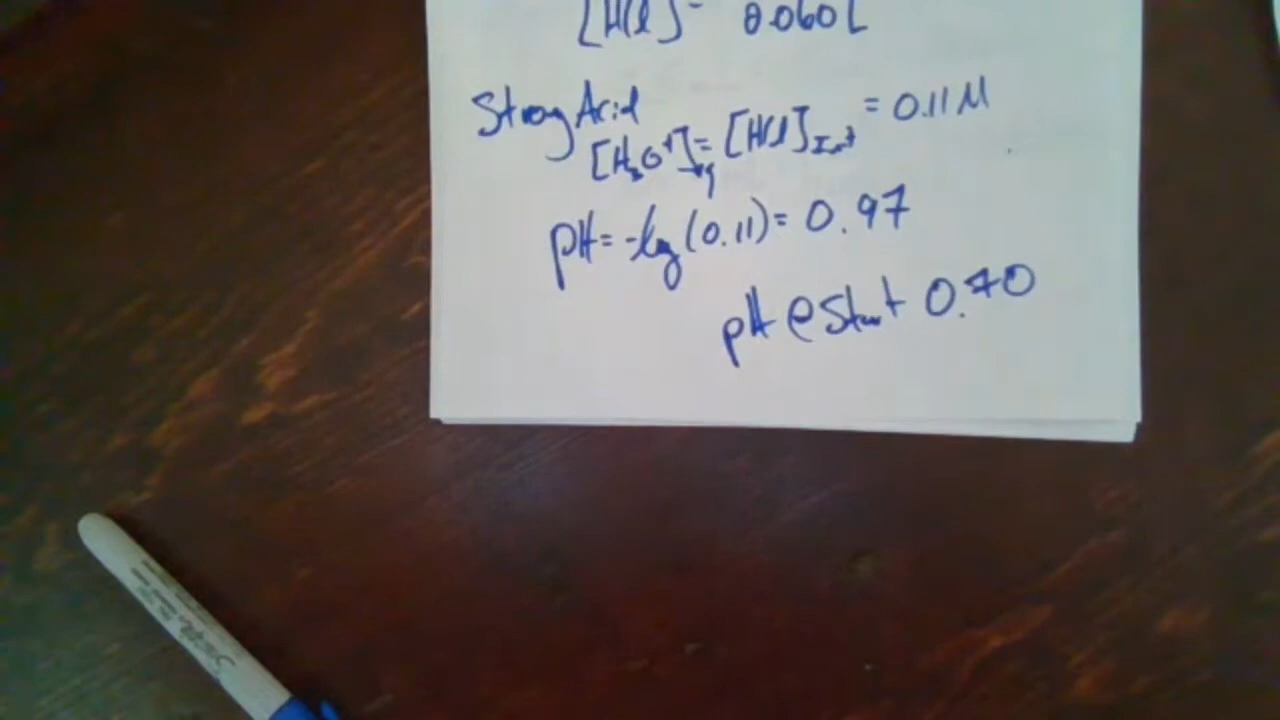 [HCl] = 0.060 L
Strong Acid
[H₃O⁺]eq = [HCl]Init = 0.11 M
pH = -log(0.11) = 0.97
pH @ Start 0.70